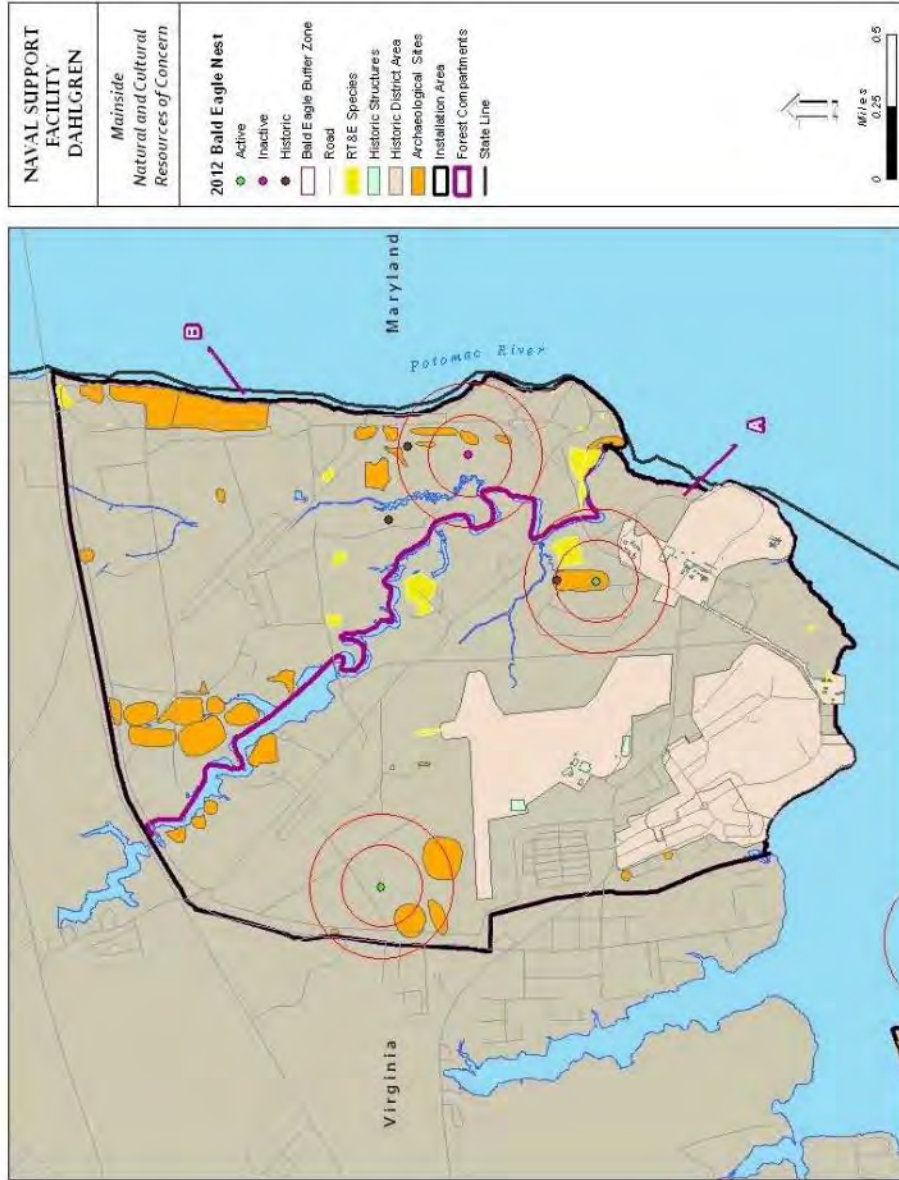 NAVAL SUPPORT
FACILITY
DAHLGREN
Mainside
Natural and Cultural
Resources of Concern
2012 Bald Eagle Nest
Active
Inactive
Historic
Bald Eagle Buffer Zone
Road
RT&E Species
Historic Structures
Historic District Area
Archaeological Sites
Installation Area
Forest Compartments
State Line
0 0.25 0.5
Miles
B
Maryland
Potomac River
A
Virginia